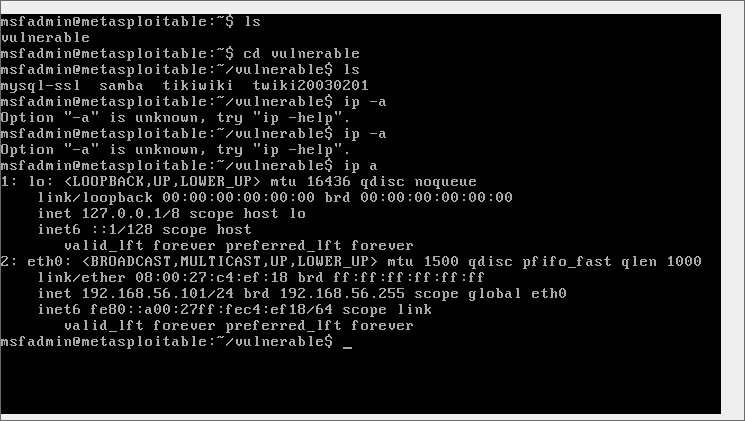 msfadmin@metasploitable:~$ ls
vulnerable
msfadmin@metasploitable:~$ cd vulnerable
msfadmin@metasploitable:~/vulnerable$ ls
mysql-ssl  samba  tikiwiki  twiki20030201
msfadmin@metasploitable:~/vulnerable$ ip -a
Option "-a" is unknown, try "ip -help".
msfadmin@metasploitable:~/vulnerable$ ip -a
Option "-a" is unknown, try "ip -help".
msfadmin@metasploitable:~/vulnerable$ ip a
1: lo: <LOOPBACK,UP,LOWER_UP> mtu 16436 qdisc noqueue
    link/loopback 00:00:00:00:00:00 brd 00:00:00:00:00:00
    inet 127.0.0.1/8 scope host lo
    inet6 ::1/128 scope host
       valid_lft forever preferred_lft forever
2: eth0: <BROADCAST,MULTICAST,UP,LOWER_UP> mtu 1500 qdisc pfifo_fast qlen 1000
    link/ether 08:00:27:c4:ef:18 brd ff:ff:ff:ff:ff:ff
    inet 192.168.56.101/24 brd 192.168.56.255 scope global eth0
    inet6 fe80::a00:27ff:fec4:ef18/64 scope link
       valid_lft forever preferred_lft forever
msfadmin@metasploitable:~/vulnerable$ _